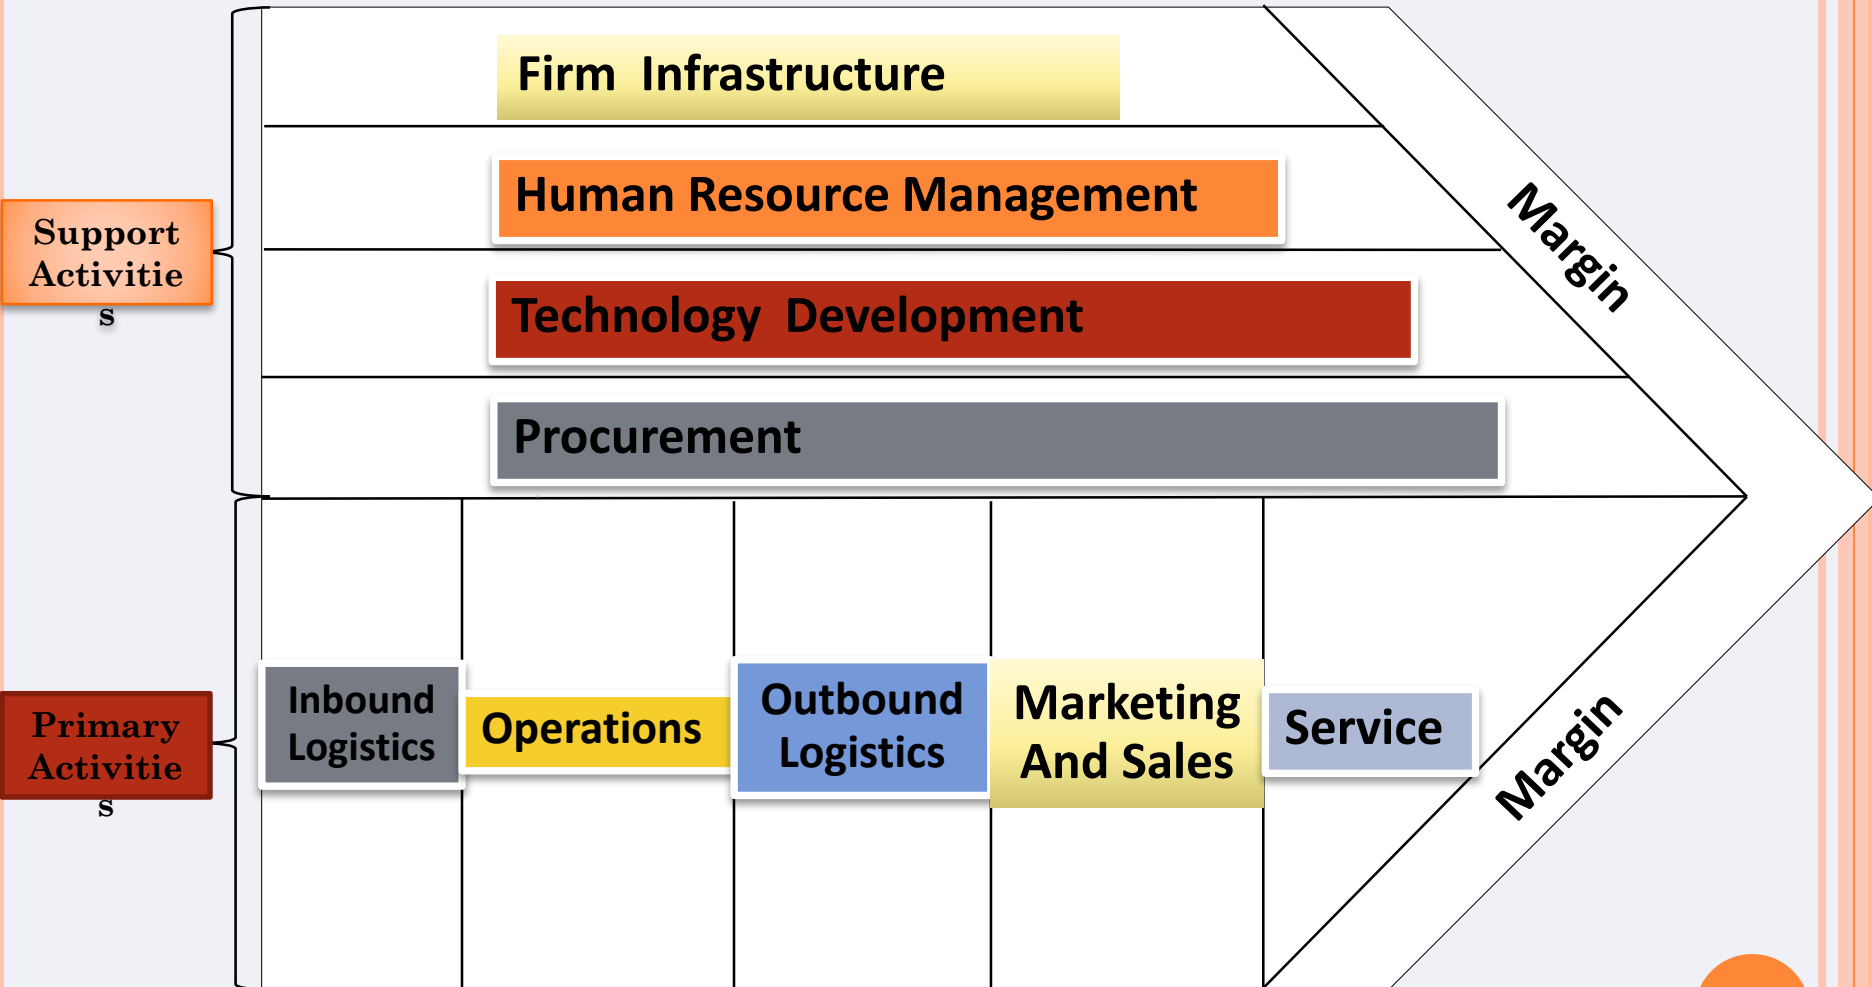 Firm  Infrastructure
Human Resource Management
Technology  Development
Procurement
Support
Activitie
s
Margin
Inbound
Logistics
Operations
Outbound
Logistics
Marketing
And Sales
Service
Primary
Activitie
s
Margin